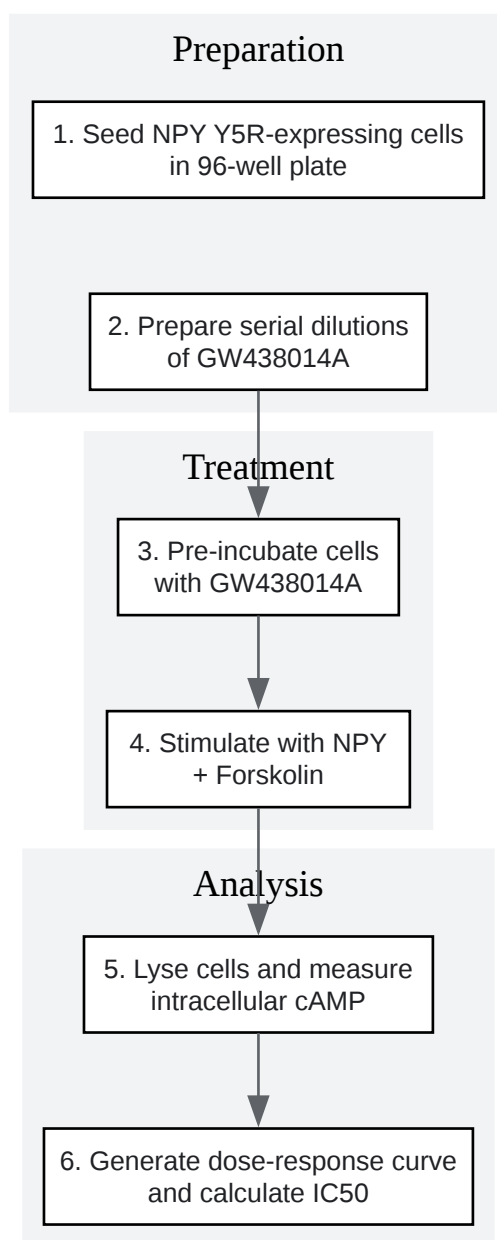 Preparation
1. Seed NPY Y5R-expressing cells
in 96-well plate
2. Prepare serial dilutions
of GW438014A
Treatment
3. Pre-incubate cells
with GW438014A
4. Stimulate with NPY
+ Forskolin
Analysis
5. Lyse cells and measure
intracellular cAMP
6. Generate dose-response curve
and calculate IC50